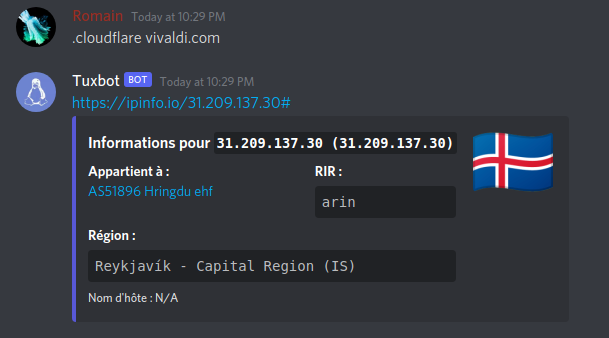 Romain Today at 10:29 PM
.cloudflare vivaldi.com
Tuxbot BOT Today at 10:29 PM
https://ipinfo.io/31.209.137.30#
Informations pour 31.209.137.30 (31.209.137.30)
Appartient à : RIR :
AS51896 Hringdu ehf arin
Région :
Reykjavík - Capital Region (IS)
Nom d'hôte : N/A